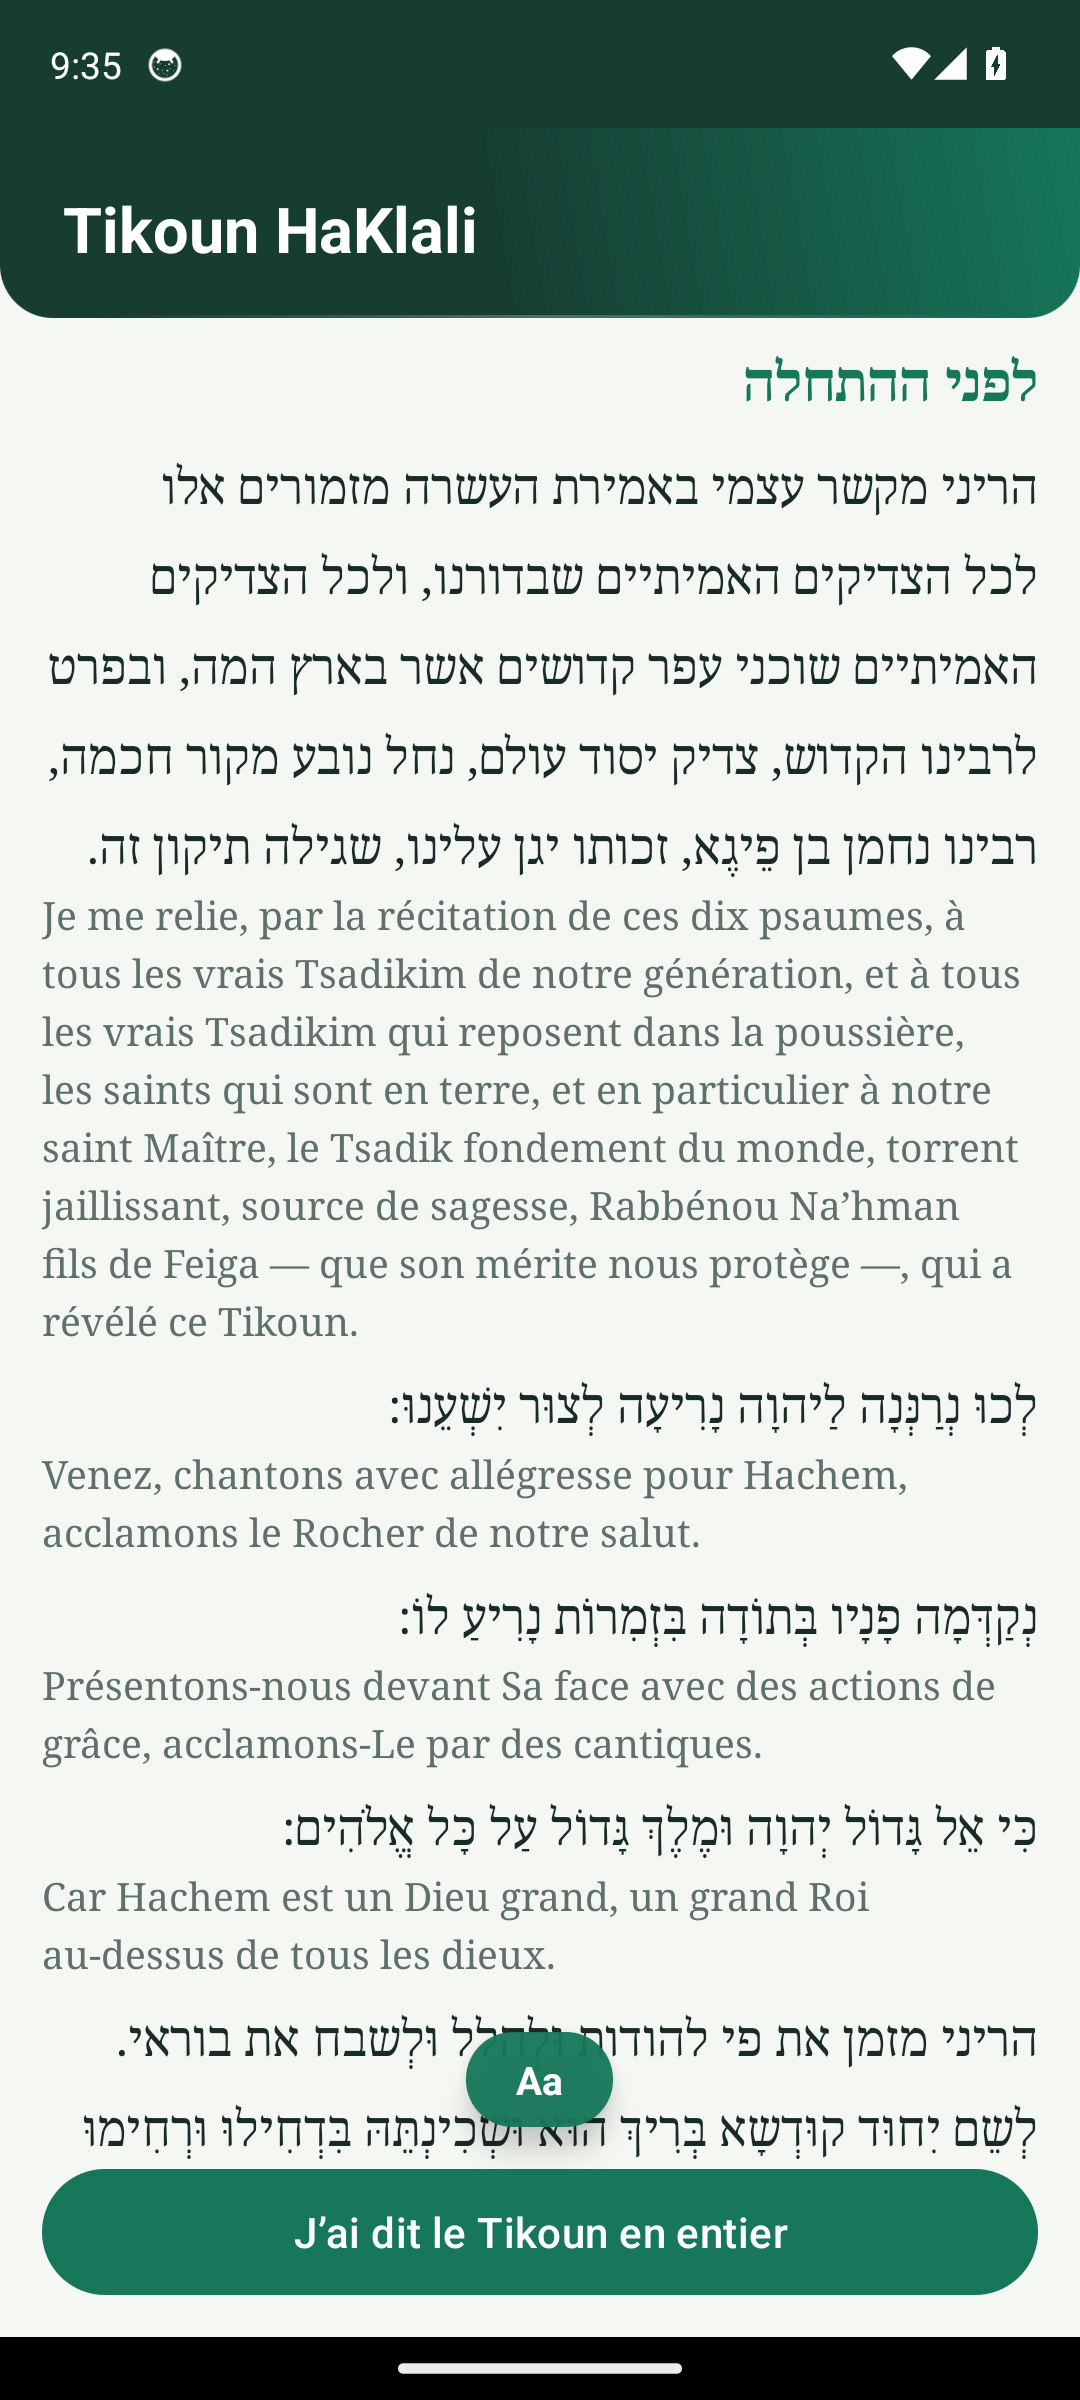 9:35
Tikoun HaKlali
לפני ההתחלה
הריני מקשר עצמי באמירת העשרה מזמורים אלו
לכל הצדיקים האמיתיים שבדורנו, ולכל הצדיקים
האמיתיים שוכני עפר קדושים אשר בארץ המה, ובפרט
לרבינו הקדוש, צדיק יסוד עולם, נחל נובע מקור חכמה,
רבינו נחמן בן פֵיגֶא, זכותו יגן עלינו, שגילה תיקון זה.
Je me relie, par la récitation de ces dix psaumes, à
tous les vrais Tsadikim de notre génération, et à tous
les vrais Tsadikim qui reposent dans la poussière,
les saints qui sont en terre, et en particulier à notre
saint Maître, le Tsadik fondement du monde, torrent
jaillissant, source de sagesse, Rabbénou Na’hman
fils de Feiga — que son mérite nous protège —, qui a
révélé ce Tikoun.
לְכוּ נְרַנְּנָה לַיהוָה נָרִיעָה לְצוּר יִשְׁעֵנוּ:
Venez, chantons avec allégresse pour Hachem,
acclamons le Rocher de notre salut.
נְקַדְּמָה פָנָיו בְּתוֹדָה בִּזְמִרוֹת נָרִיעַ לוֹ:
Présentons-nous devant Sa face avec des actions de
grâce, acclamons-Le par des cantiques.
כִּי אֵל גָּדוֹל יְהוָה וּמֶלֶךְ גָּדוֹל עַל כָּל אֱלֹהִים:
Car Hachem est un Dieu grand, un grand Roi
au-dessus de tous les dieux.
הריני מזמן את פי להודות וּלְהלל וּלְשבח את בוראי.
Aa
לְשֵׁם יִחוּד קוּדְשָׁא בְּרִיךְ הוּא וּשְׁכִינְתֵּהּ בִּדְחִילוּ וּרְחִימוּ
J’ai dit le Tikoun en entier